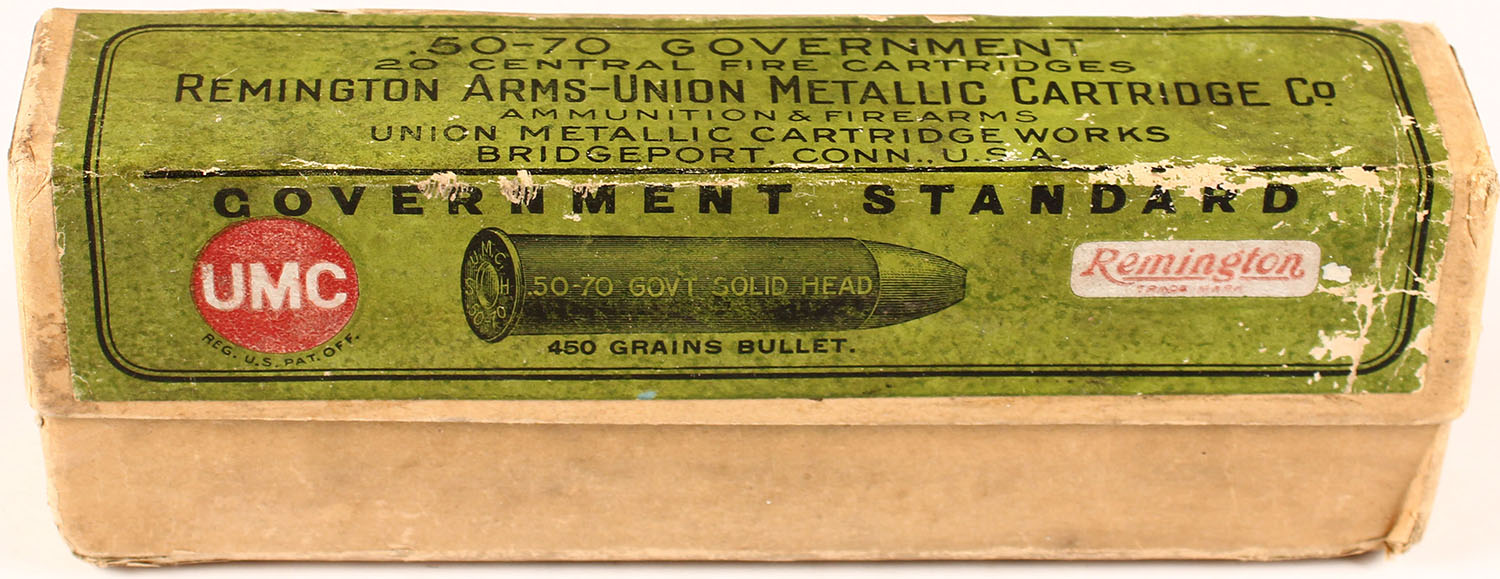 .50-70 GOVERNMENT
20 CENTRAL FIRE CARTRIDGES
REMINGTON ARMS-UNION METALLIC CARTRIDGE CO
AMMUNITION & FIREARMS
UNION METALLIC CARTRIDGE WORKS
BRIDGEPORT, CONN., U.S.A.
GOVERNMENT STANDARD
UMC
REG. U.S. PAT. OFF.
U.M.C.
S H
50-70
.50-70 GOVT SOLID HEAD
450 GRAINS BULLET.
Remington
TRADE MARK